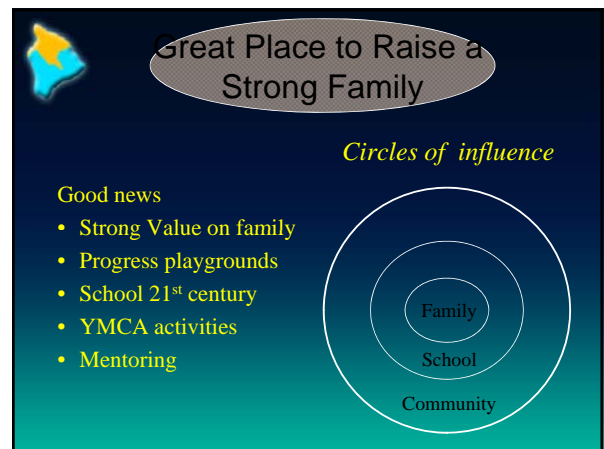 Great Place to Raise a
Strong Family
Circles of influence
Good news
• Strong Value on family
• Progress playgrounds
• School 21st century
• YMCA activities
• Mentoring
Family
School
Community